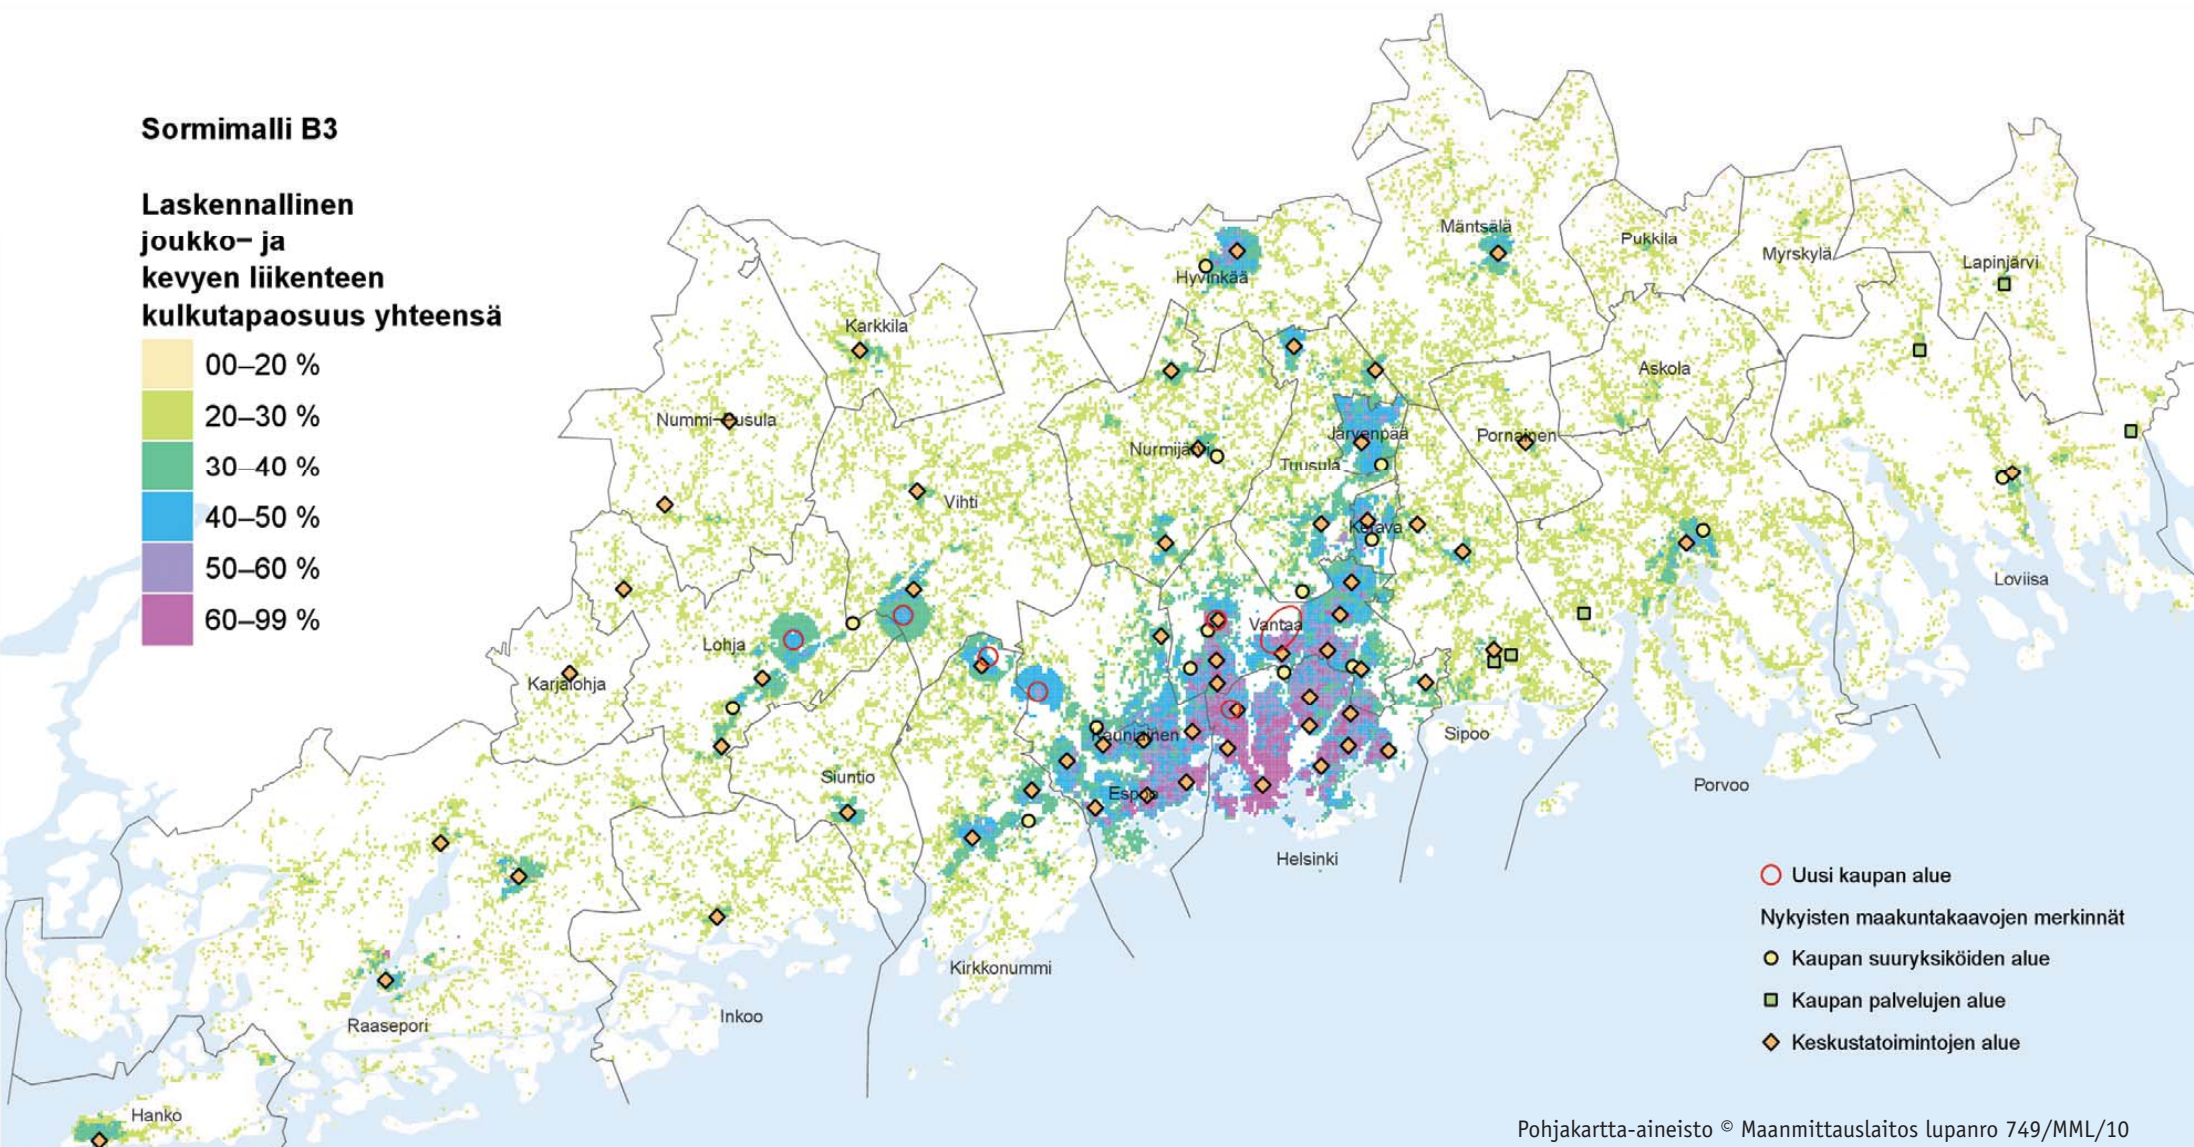 Sormimalli B3
Laskennallinen
joukko– ja
kevyen liikenteen
kulkutapaosuus yhteensä
00–20 %
20–30 %
30–40 %
40–50 %
50–60 %
60–99 %
Mäntsälä
Pukkila
Myrskylä
Lapinjärvi
Hyvinkää
Karkkila
Askola
Nummi-Pusula
Nurmijärvi
Järvenpää
Pornainen
Tuusula
Vihti
Kerava
Loviisa
Vantaa
Lohja
Karjalohja
Kauniainen
Sipoo
Siuntio
Porvoo
Espoo
Helsinki
Kirkkonummi
Inkoo
Raasepori
Hanko
Uusi kaupan alue
Nykyisten maakuntakaavojen merkinnät
Kaupan suuryksiköiden alue
Kaupan palvelujen alue
Keskustatoimintojen alue
Pohjakartta-aineisto © Maanmittauslaitos lupanro 749/MML/10